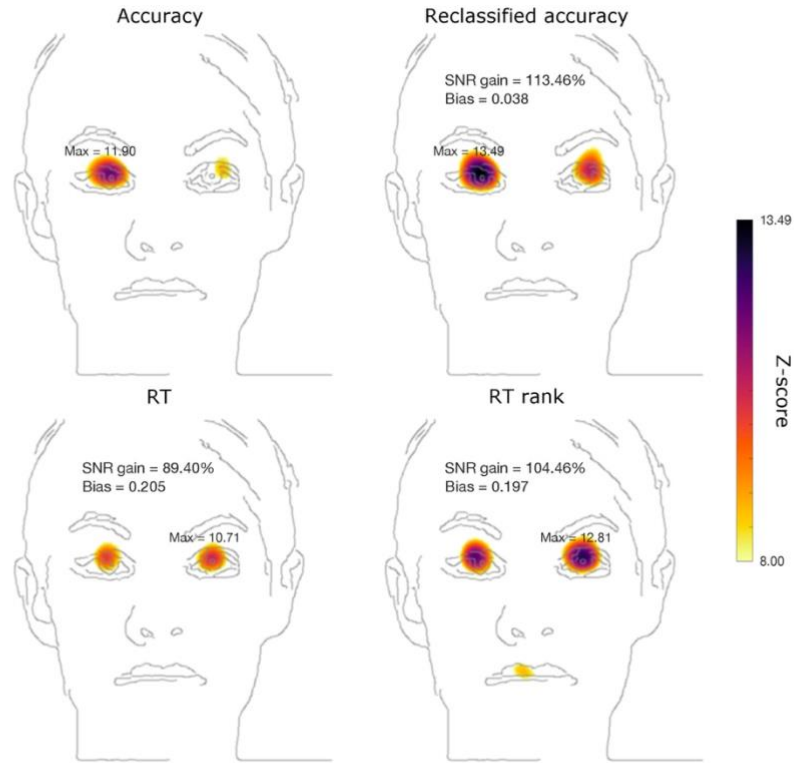 Accuracy
Reclassified accuracy
SNR gain = 113.46%
Bias = 0.038
Max = 11.90
Max = 13.49
13.49
Z-score
8.00
RT
RT rank
SNR gain = 89.40%
Bias = 0.205
SNR gain = 104.46%
Bias = 0.197
Max = 10.71
Max = 12.81